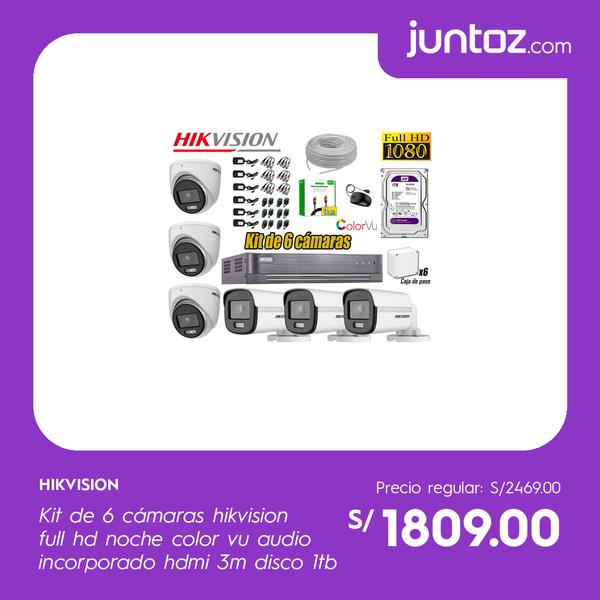 juntoz.com
HIKVISION
Full HD
1080
ColorVu
Kit de 6 cámaras
x6
Caja de pase
HIKVISION
Precio regular: S/2469.00
Kit de 6 cámaras hikvision
full hd noche color vu audio
incorporado hdmi 3m disco 1tb
S/ 1809.00